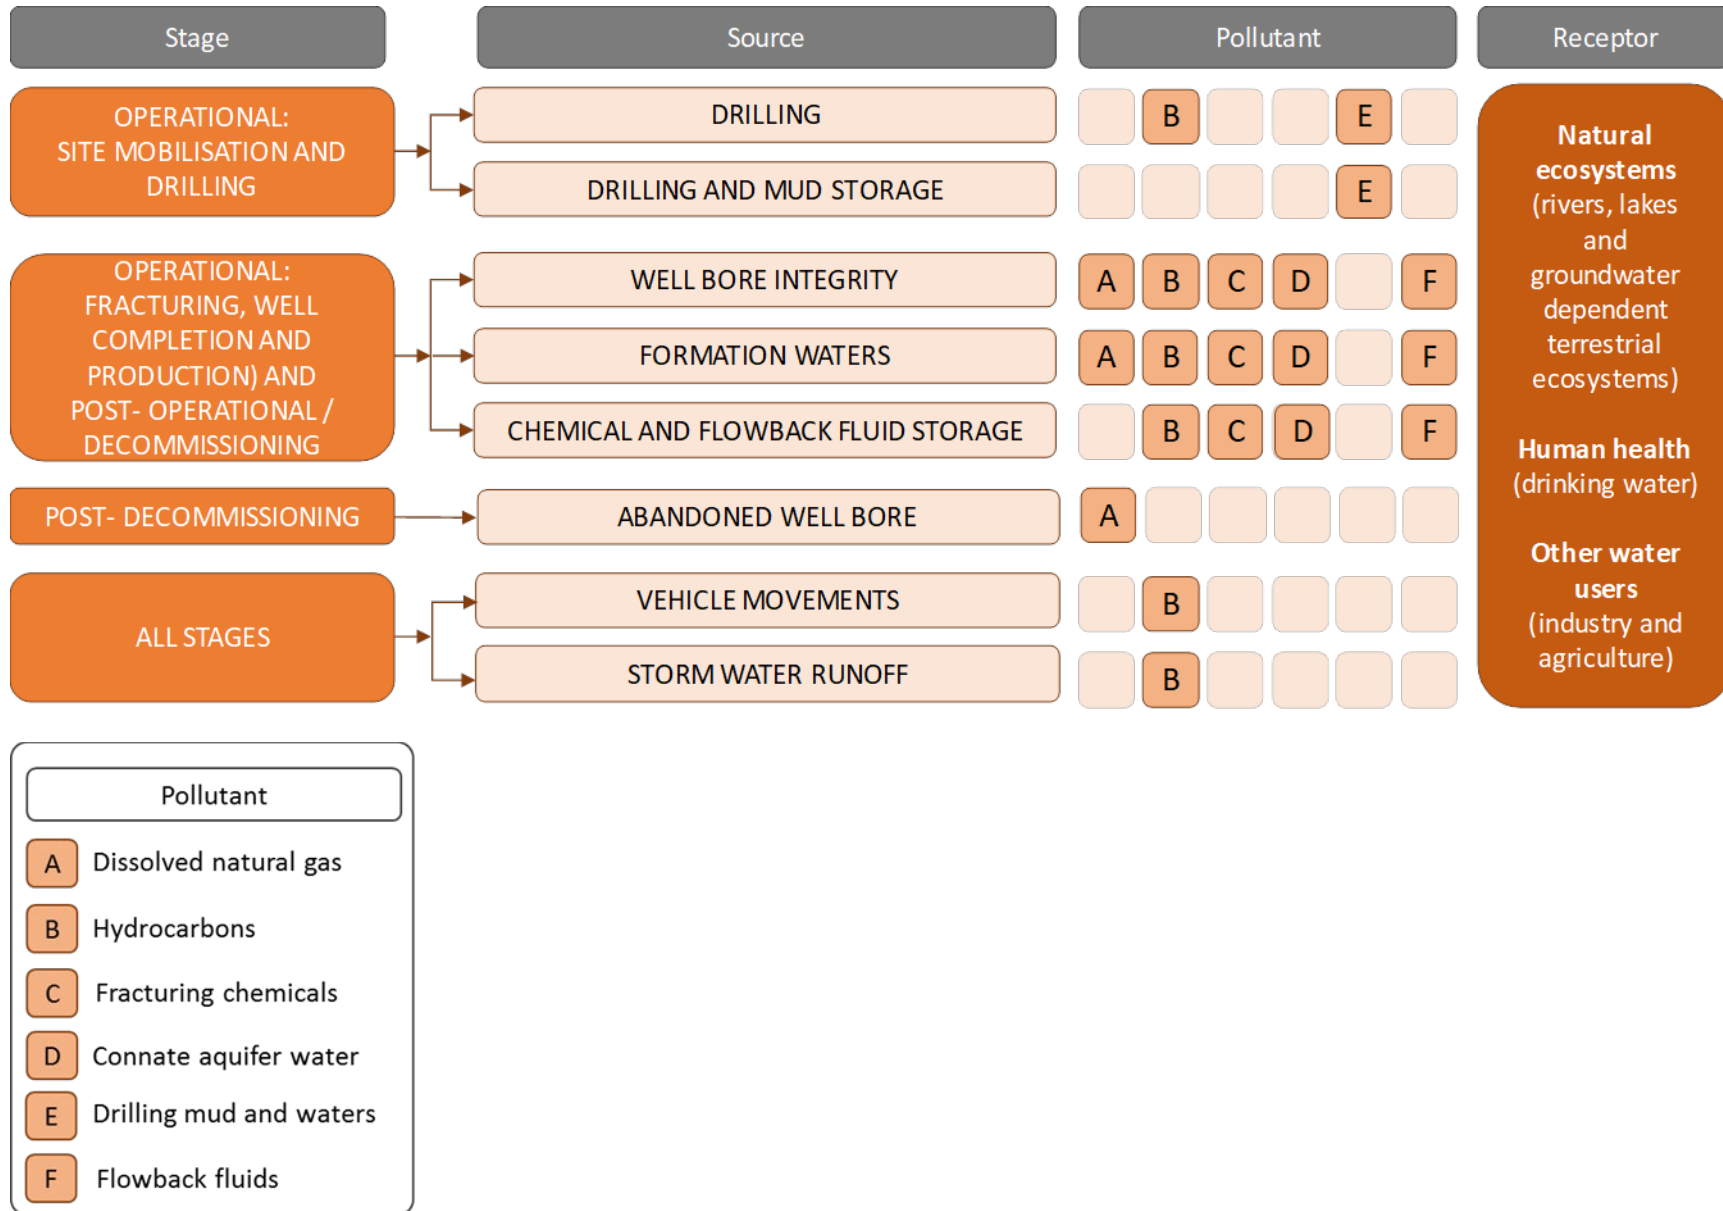 Stage
Source
Pollutant
Receptor
OPERATIONAL:
SITE MOBILISATION AND
DRILLING
DRILLING
B
E
DRILLING AND MUD STORAGE
E
OPERATIONAL:
FRACTURING, WELL
COMPLETION AND
PRODUCTION) AND
POST- OPERATIONAL /
DECOMMISSIONING
WELL BORE INTEGRITY
A
B
C
D
F
FORMATION WATERS
A
B
C
D
F
CHEMICAL AND FLOWBACK FLUID STORAGE
B
C
D
F
POST- DECOMMISSIONING
ABANDONED WELL BORE
A
ALL STAGES
VEHICLE MOVEMENTS
B
STORM WATER RUNOFF
B
Natural
ecosystems
(rivers, lakes
and
groundwater
dependent
terrestrial
ecosystems)
Human health
(drinking water)
Other water
users
(industry and
agriculture)
Pollutant
A Dissolved natural gas
B Hydrocarbons
C Fracturing chemicals
D Connate aquifer water
E Drilling mud and waters
F Flowback fluids